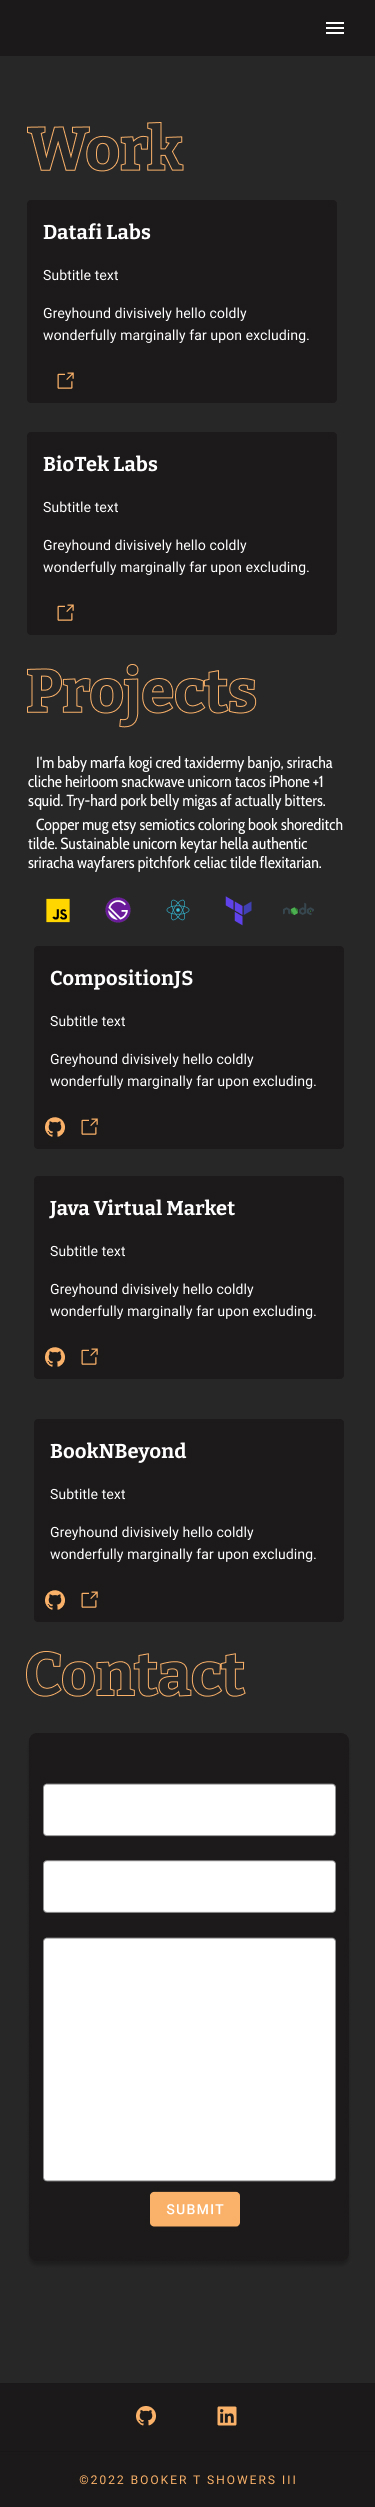 Work
Datafi Labs
Subtitle text
Greyhound divisively hello coldly
wonderfully marginally far upon excluding.
BioTek Labs
Subtitle text
Greyhound divisively hello coldly
wonderfully marginally far upon excluding.
Projects
I'm baby marfa kogi cred taxidermy banjo, sriracha
cliche heirloom snackwave unicorn tacos iPhone +1
squid. Try-hard pork belly migas af actually bitters.
Copper mug etsy semiotics coloring book shoreditch
tilde. Sustainable unicorn keytar hella authentic
sriracha wayfarers pitchfork celiac tilde flexitarian.
JS node
CompositionJS
Subtitle text
Greyhound divisively hello coldly
wonderfully marginally far upon excluding.
Java Virtual Market
Subtitle text
Greyhound divisively hello coldly
wonderfully marginally far upon excluding.
BookNBeyond
Subtitle text
Greyhound divisively hello coldly
wonderfully marginally far upon excluding.
Contact
SUBMIT
in
©2022 BOOKER T SHOWERS III